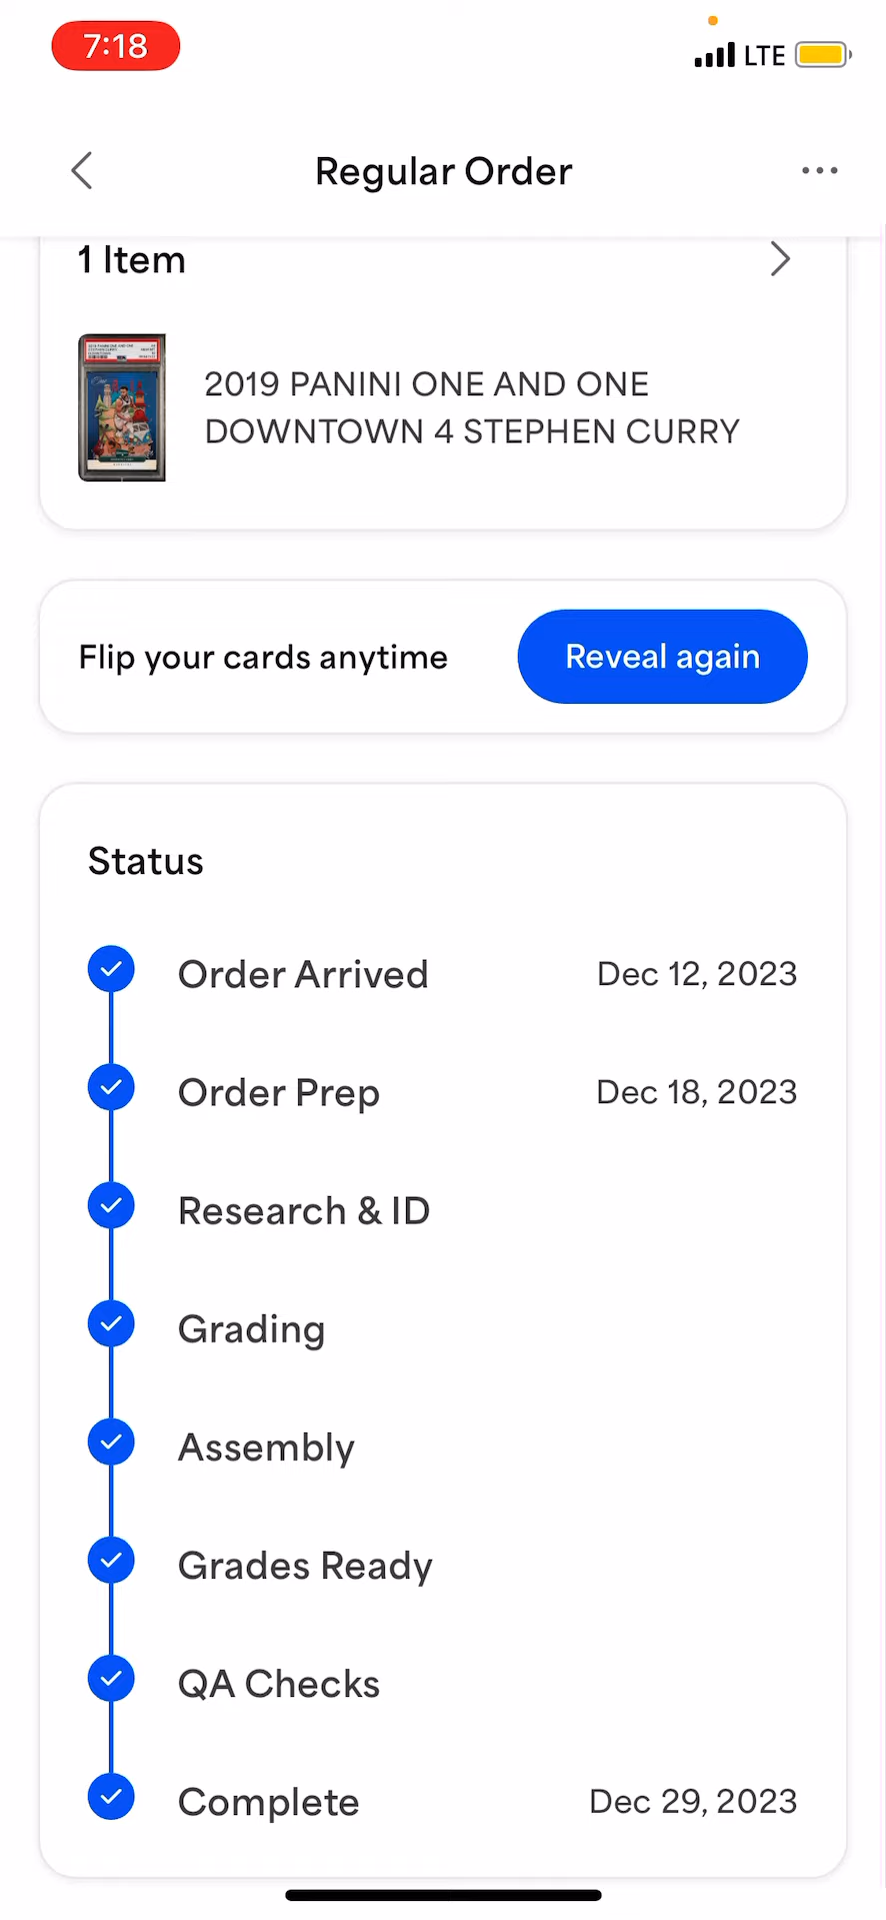 7:18
LTE
Regular Order
1 Item
2019 PANINI ONE AND ONE
DOWNTOWN 4 STEPHEN CURRY
Flip your cards anytime
Reveal again
Status
Order Arrived Dec 12, 2023
Order Prep Dec 18, 2023
Research & ID
Grading
Assembly
Grades Ready
QA Checks
Complete Dec 29, 2023